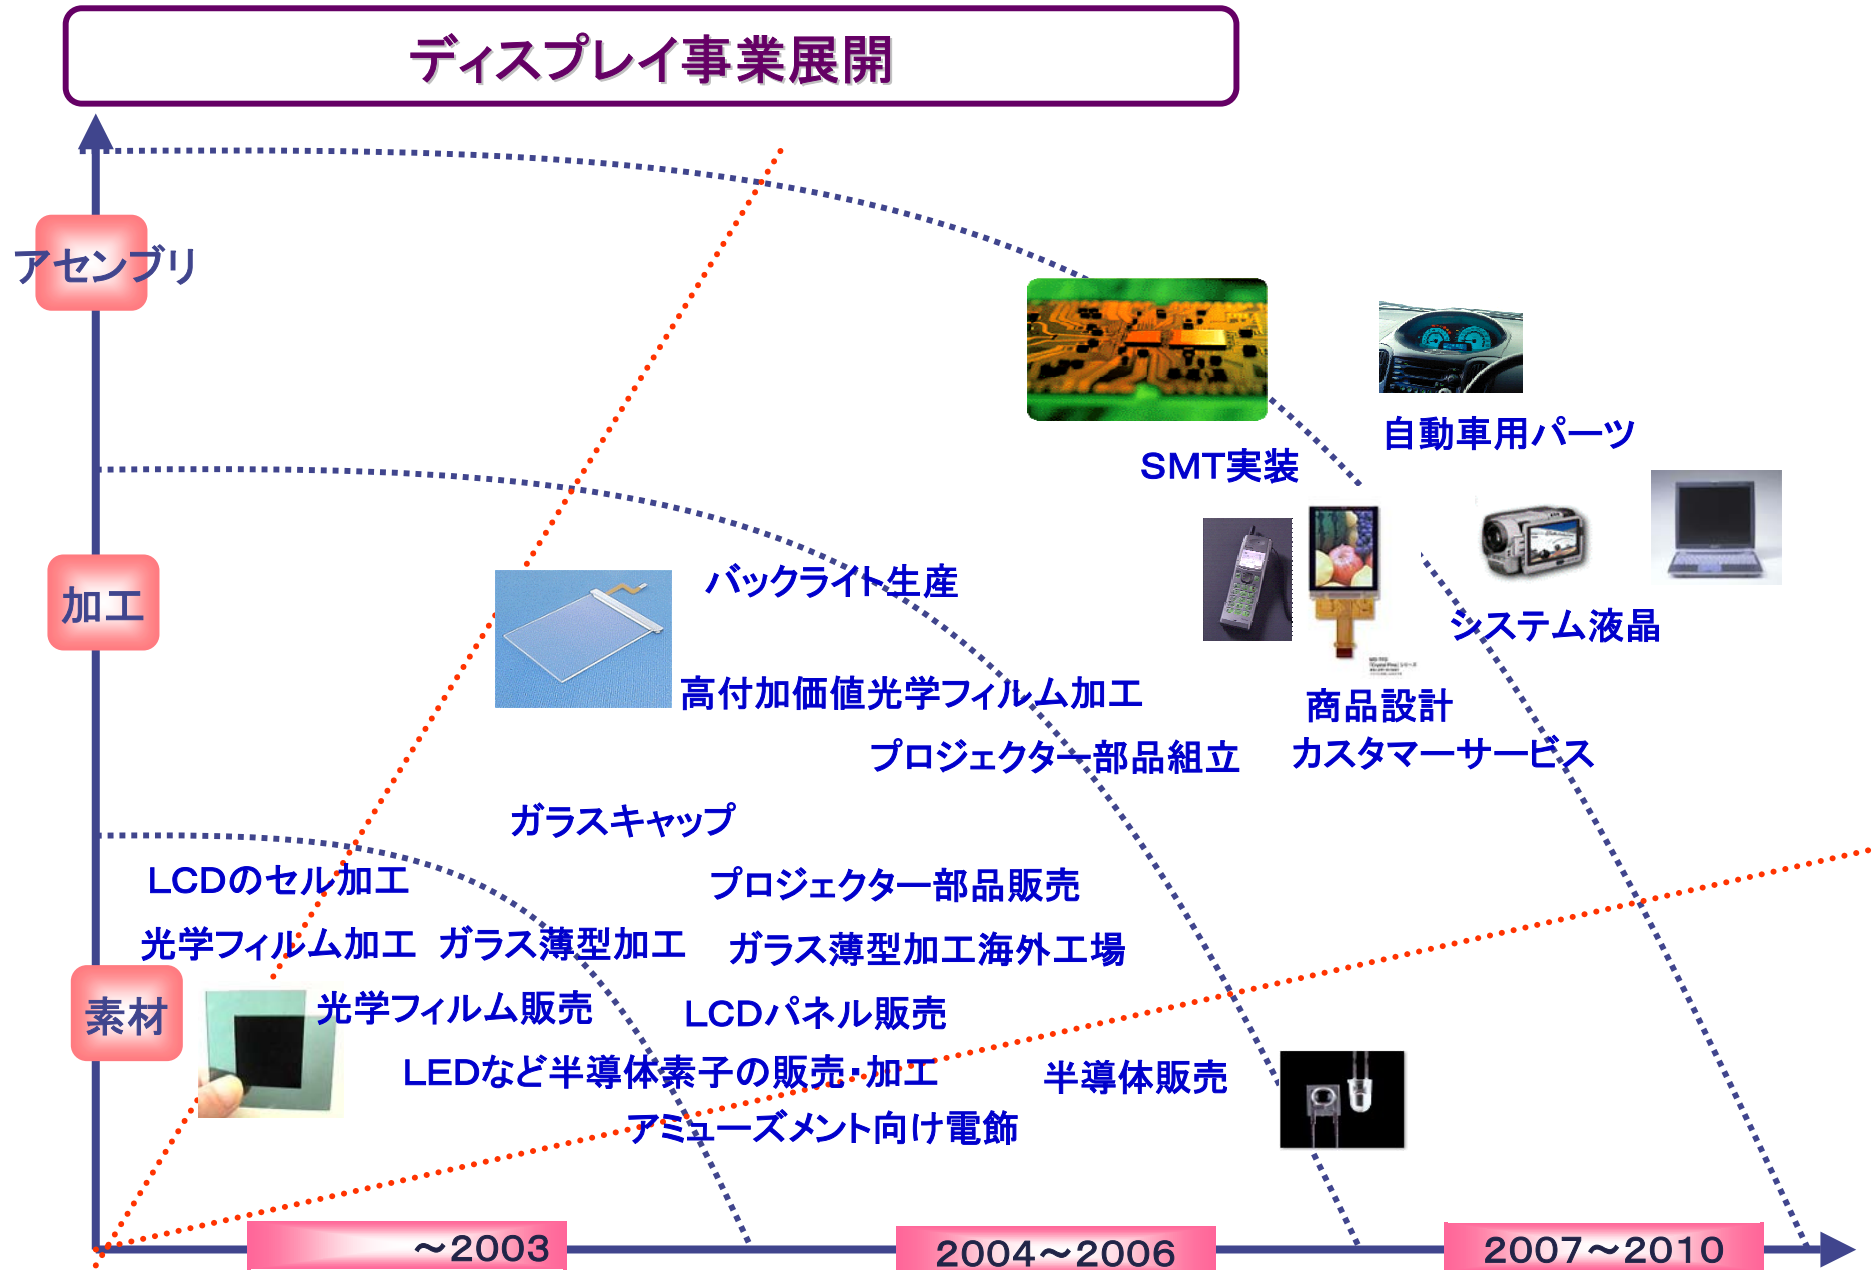 ディスプレイ事業展開
アセンブリ
自動車用パーツ
SMT実装
バックライト生産
加工
システム液晶
高付加価値光学フィルム加工
商品設計
プロジェクター部品組立
カスタマーサービス
ガラスキャップ
LCDのセル加工
プロジェクター部品販売
光学フィルム加工
ガラス薄型加工
ガラス薄型加工海外工場
素材
光学フィルム販売
LCDパネル販売
LEDなど半導体素子の販売・加工
半導体販売
アミューズメント向け電飾
～2003
2004～2006
2007～2010